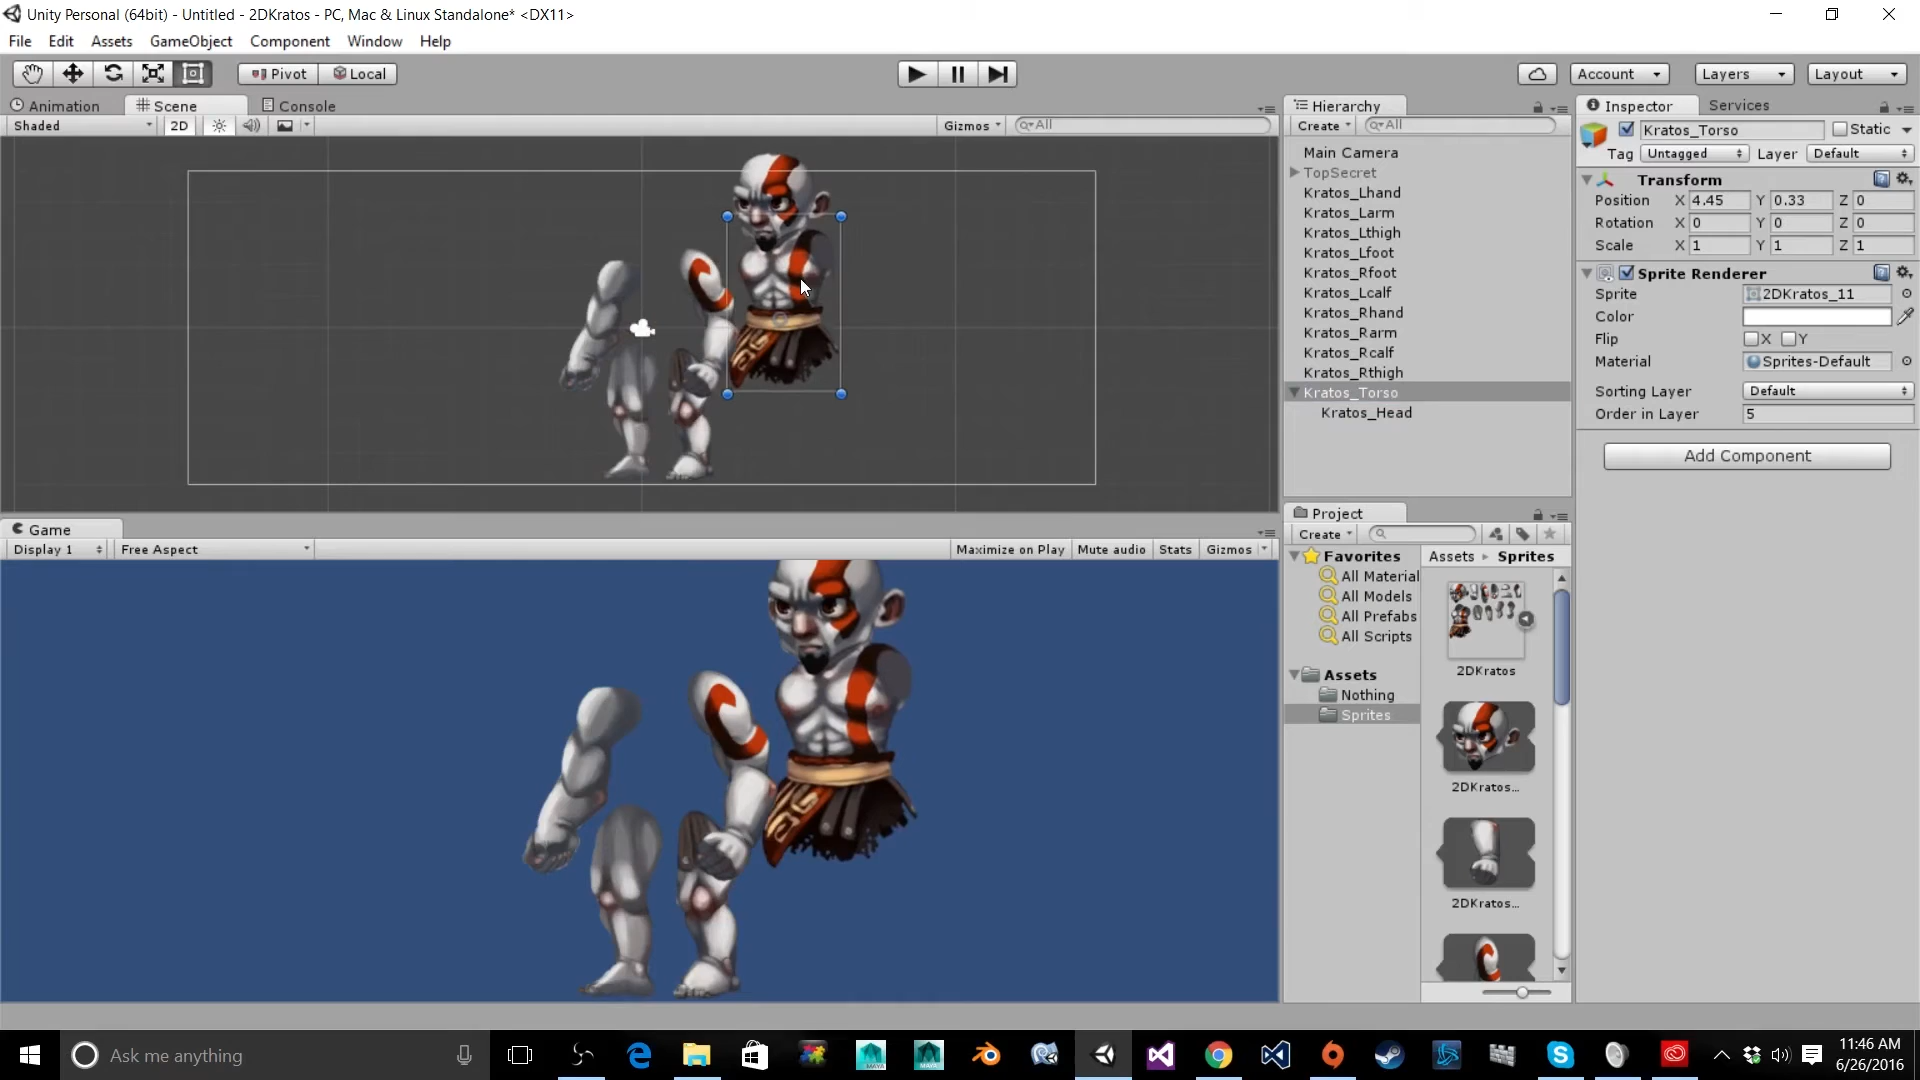 Unity Personal (64bit) - Untitled - 2DKratos - PC, Mac & Linux Standalone* <DX11>
File Edit Assets GameObject Component Window Help
Pivot Local Account Layers Layout
Animation Scene Console
Shaded 2D Gizmos All
Hierarchy
Create All
Main Camera
TopSecret
Kratos_Lhand
Kratos_Larm
Kratos_Lthigh
Kratos_Lfoot
Kratos_Rfoot
Kratos_Lcalf
Kratos_Rhand
Kratos_Rarm
Kratos_Rcalf
Kratos_Rthigh
Kratos_Torso
Kratos_Head
Inspector Services
Kratos_Torso Static
Tag Untagged Layer Default
Transform
Position X 4.45 Y 0.33 Z 0
Rotation X 0 Y 0 Z 0
Scale X 1 Y 1 Z 1
Sprite Renderer
Sprite 2DKratos_11
Color
Flip X Y
Material Sprites-Default
Sorting Layer Default
Order in Layer 5
Add Component
Game
Display 1 Free Aspect Maximize on Play Mute audio Stats Gizmos
Project
Create
Favorites
All Material
All Models
All Prefabs
All Scripts
Assets
Nothing
Sprites
Assets Sprites
2DKratos
2DKratos...
2DKratos...
Ask me anything
MAYA
MAYA
11:46 AM
6/26/2016